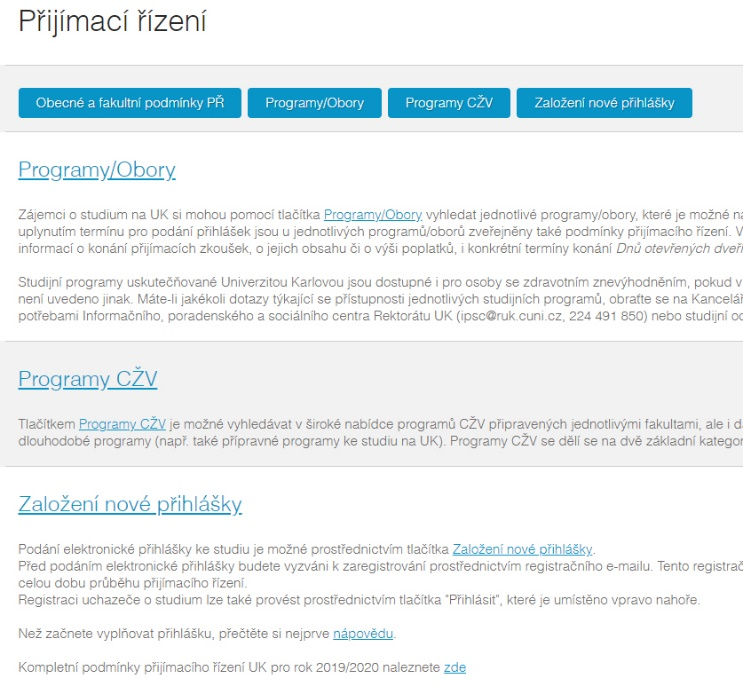 Přijímací řízení
Obecné a fakultní podmínky PŘ
Programy/Obory
Programy CŽV
Založení nové přihlášky
Programy/Obory
Zájemci o studium na UK si mohou pomocí tlačítka Programy/Obory vyhledat jednotlivé programy/obory, které je možné
uplynutím termínu pro podání přihlášek jsou u jednotlivých programů/oborů zveřejněny také podmínky přijímacího řízení. V
informací o konání přijímacích zkoušek, o jejich obsahu či o výši poplatků, i konkrétní termíny konání Dnů otevřených
Studijní programy uskutečňované Univerzitou Karlovou jsou dostupné i pro osoby se zdravotním znevýhodněním, pokud v
není uvedeno jinak. Máte-li jakékoli dotazy týkající se přístupnosti jednotlivých studijních programů, obraťte se na
potřebami Informačního, poradenského a sociálního centra Rektorátu UK (ipsc@ruk.cuni.cz, 224 491 850) nebo studijní
Programy CŽV
Tlačítkem Programy CŽV je možné vyhledávat v široké nabídce programů CŽV připravených jednotlivými fakultami, ale i
dlouhodobé programy (např. také přípravné programy ke studiu na UK). Programy CŽV se dělí se na dvě základní
Založení nové přihlášky
Podání elektronické přihlášky ke studiu je možné prostřednictvím tlačítka Založení nové přihlášky.
Před podáním elektronické přihlášky budete vyzváni k zaregistrování prostřednictvím registračního e-mailu. Tento
celou dobu průběhu přijímacího řízení.
Registraci uchazeče o studium lze také provést prostřednictvím tlačítka "Přihlásit", které je umístěno vpravo nahoře.
Než začnete vyplňovat přihlášku, přečtěte si nejprve nápovědu.
Kompletní podmínky přijímacího řízení UK pro rok 2019/2020 naleznete zde